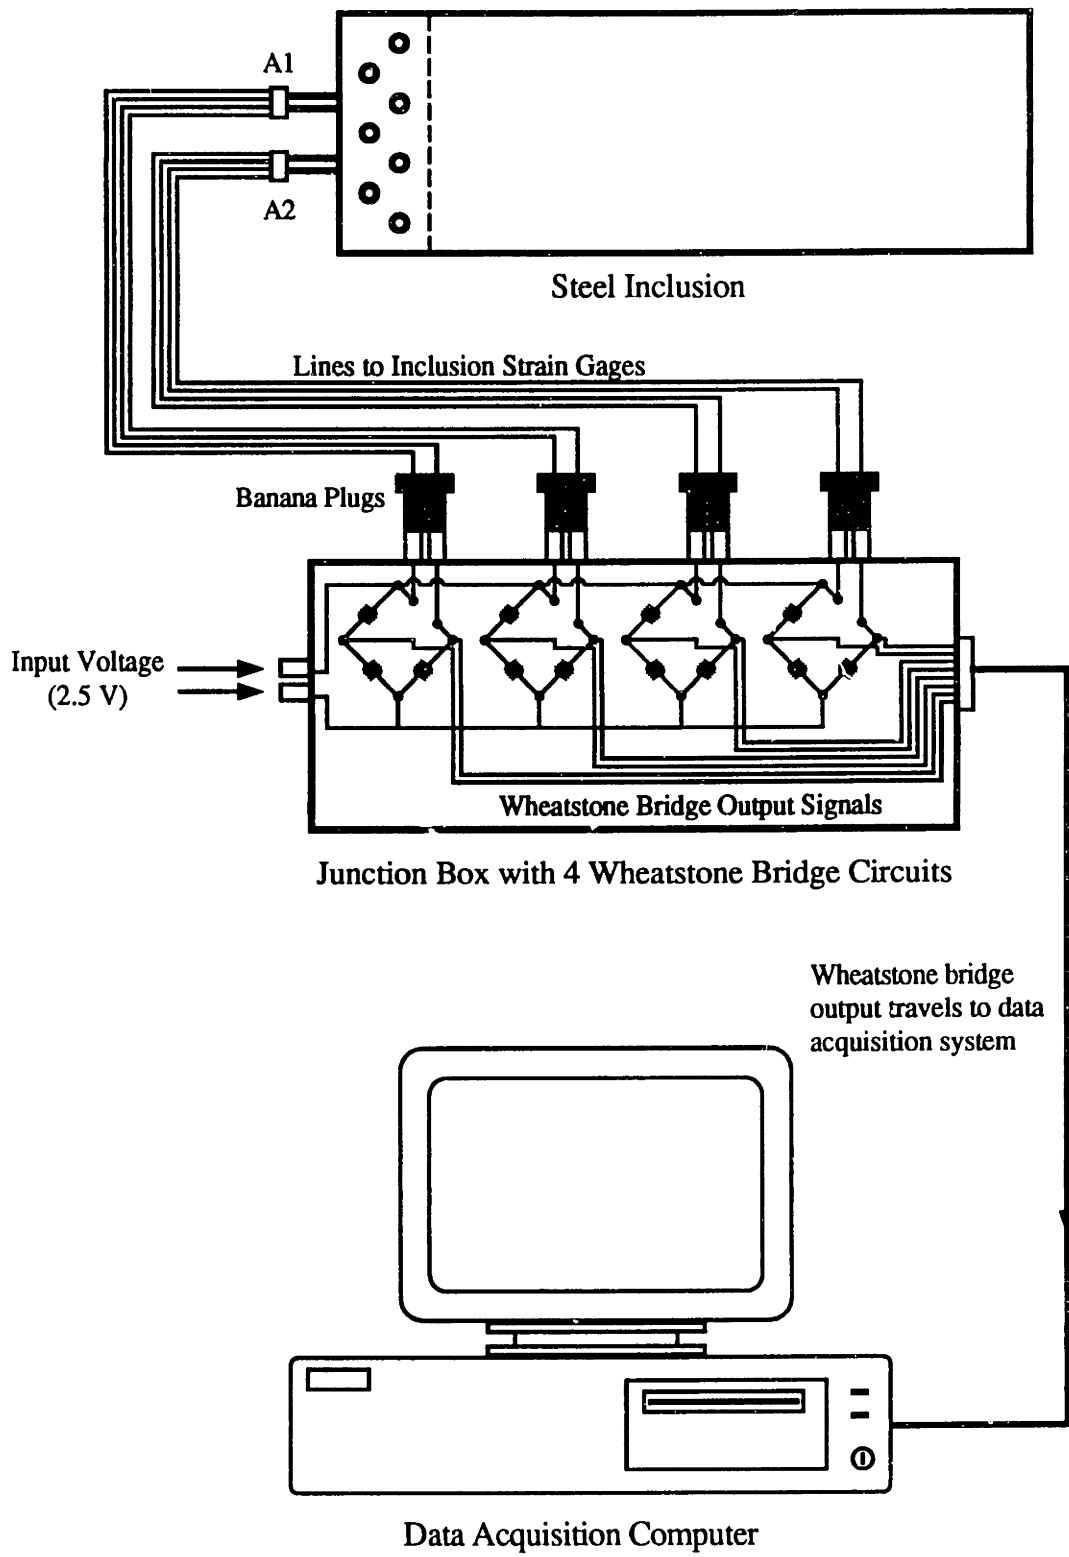 A1
A2
Steel Inclusion
Lines to Inclusion Strain Gages
Banana Plugs
Input Voltage
(2.5 V)
Wheatstone Bridge Output Signals
Junction Box with 4 Wheatstone Bridge Circuits
Wheatstone bridge
output travels to data
acquisition system
Data Acquisition Computer